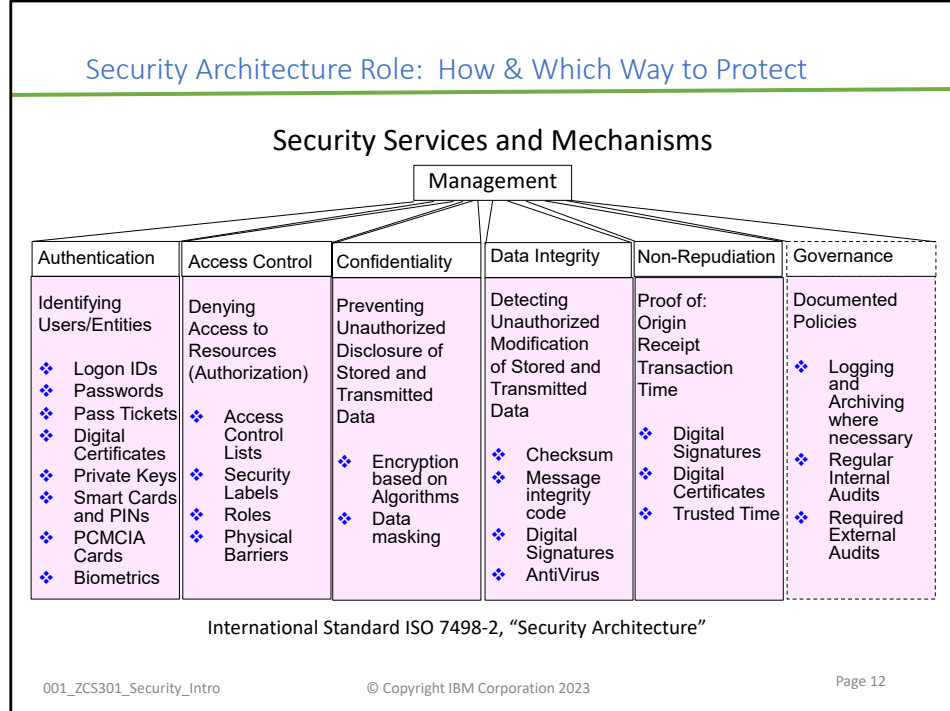 Security Architecture Role: How & Which Way to Protect
Security Services and Mechanisms
Management
Authentication
Identifying
Users/Entities
❖ Logon IDs
❖ Passwords
❖ Pass Tickets
❖ Digital
Certificates
❖ Private Keys
❖ Smart Cards
and PINs
❖ PCMCIA
Cards
❖ Biometrics
Access Control
Denying
Access to
Resources
(Authorization)
❖ Access
Control
Lists
❖ Security
Labels
❖ Roles
❖ Physical
Barriers
Confidentiality
Preventing
Unauthorized
Disclosure of
Stored and
Transmitted
Data
❖ Encryption
based on
Algorithms
❖ Data
masking
Data Integrity
Detecting
Unauthorized
Modification
of Stored and
Transmitted
Data
❖ Checksum
❖ Message
integrity
code
❖ Digital
Signatures
❖ AntiVirus
Non-Repudiation
Proof of:
Origin
Receipt
Transaction
Time
❖ Digital
Signatures
❖ Digital
Certificates
❖ Trusted Time
Governance
Documented
Policies
❖ Logging
and
Archiving
where
necessary
❖ Regular
Internal
Audits
❖ Required
External
Audits
International Standard ISO 7498-2, “Security Architecture”
001_ZCS301_Security_Intro
© Copyright IBM Corporation 2023
Page 12